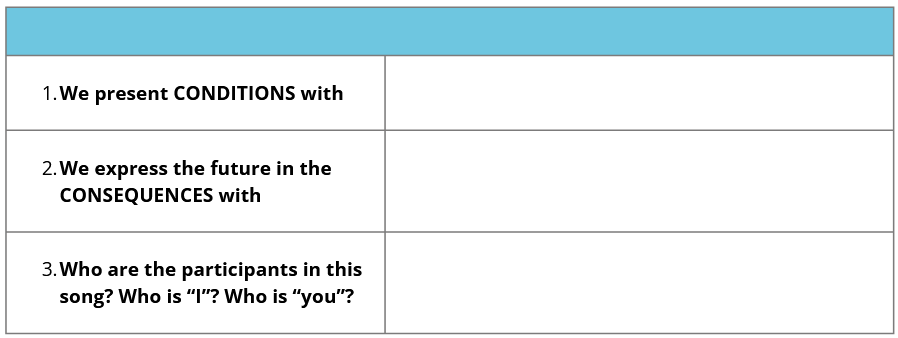 1. We present CONDITIONS with
2. We express the future in the
CONSEQUENCES with
3. Who are the participants in this
song? Who is “I”? Who is “you”?